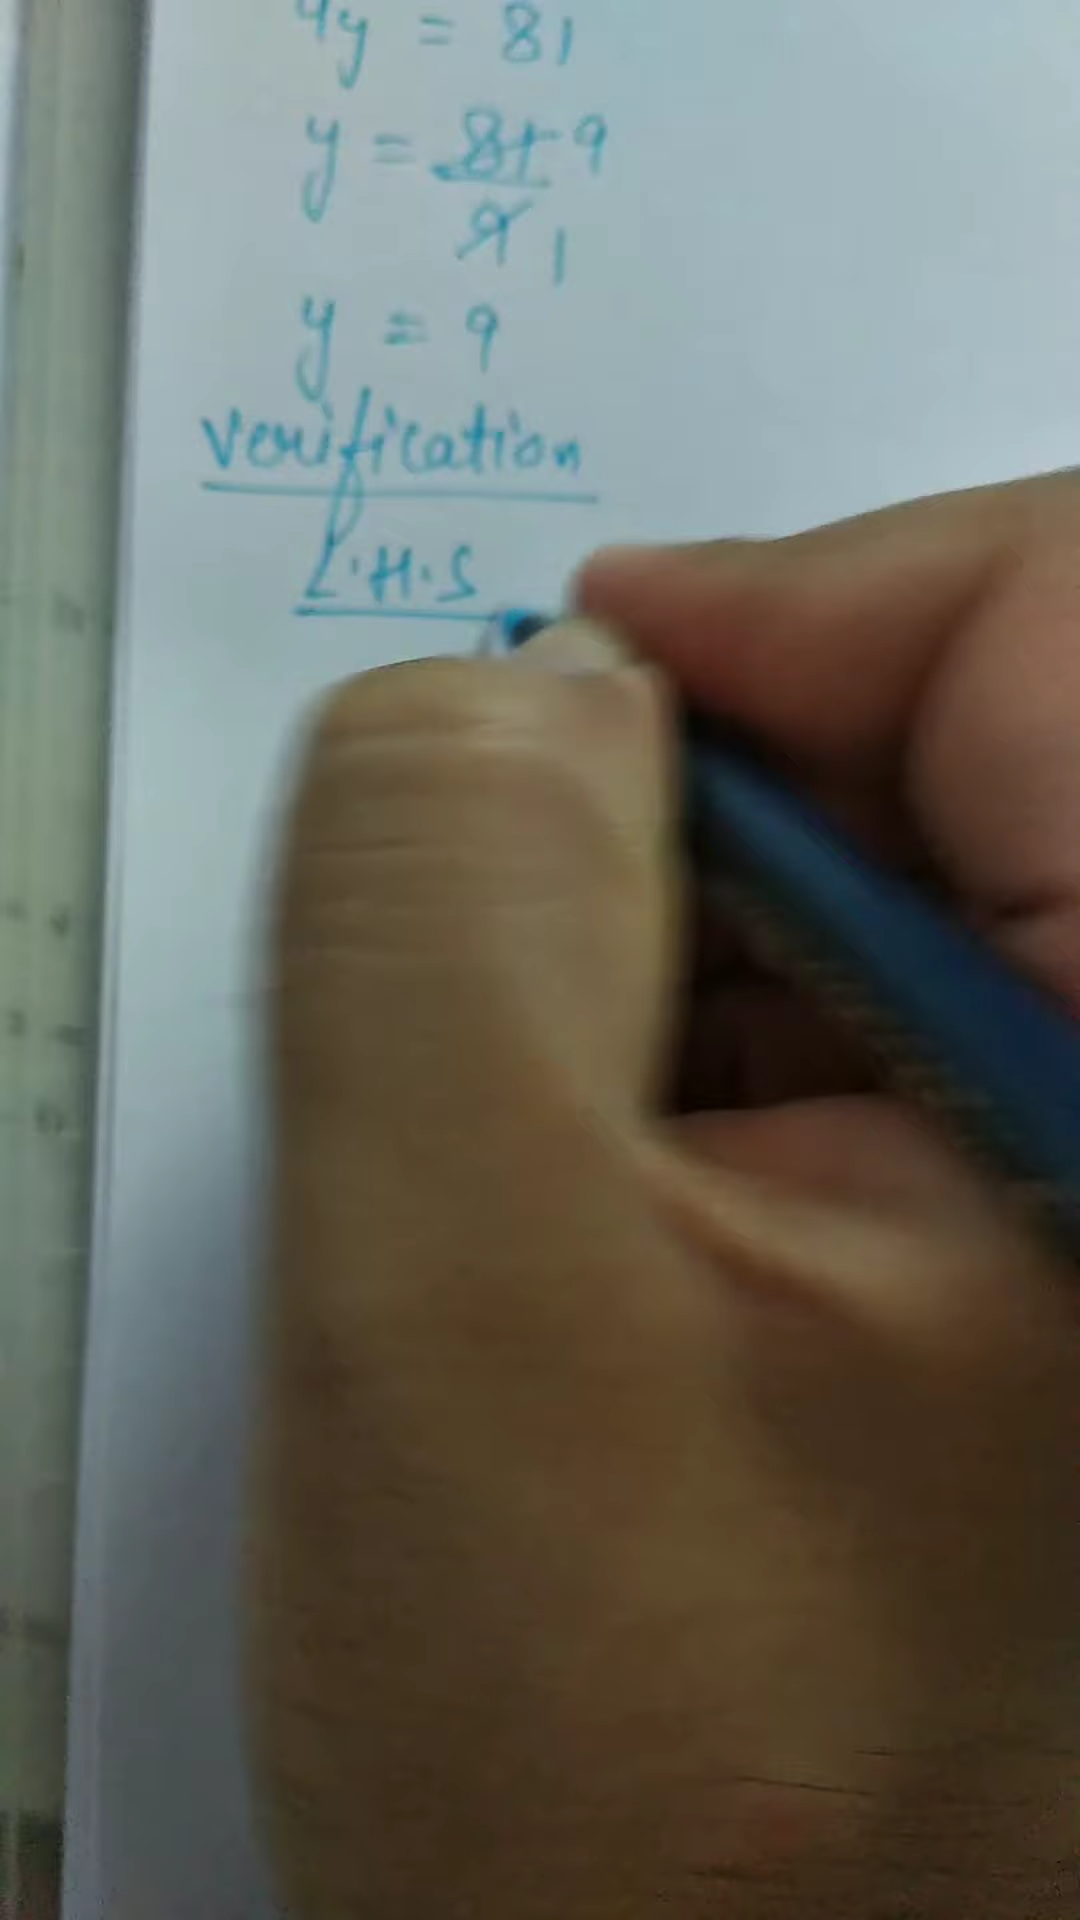 9y = 81
y = 81 9
9 1
y = 9
verification
L.H.S